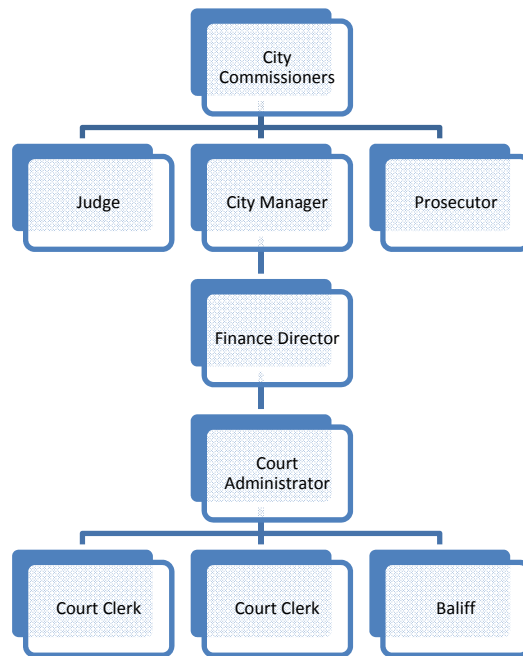 City
Commissioners
Judge
City Manager
Prosecutor
Finance Director
Court
Administrator
Court Clerk
Court Clerk
Baliff